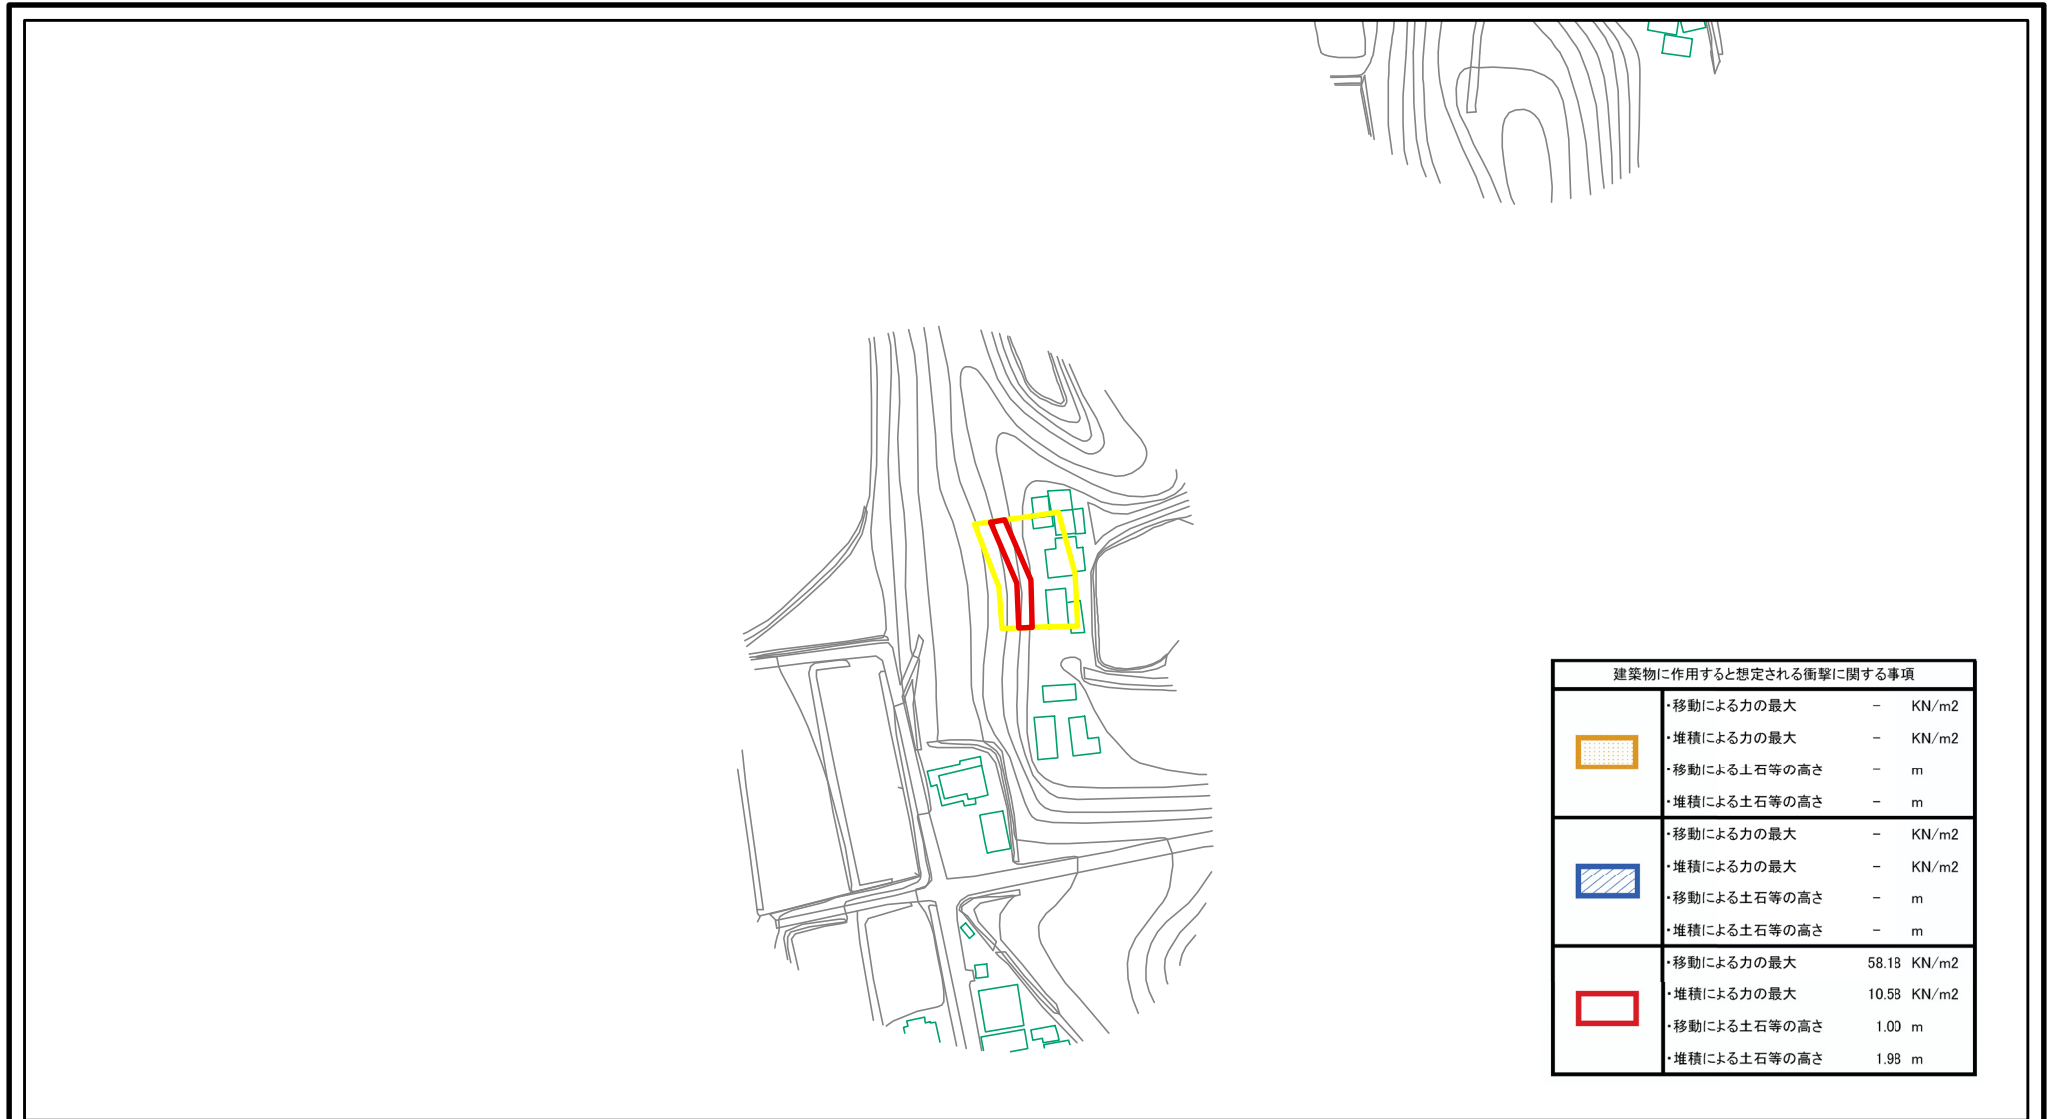 建築物に作用すると想定される衝撃に関する事項
・移動による力の最大 － KN/m2
・堆積による力の最大 － KN/m2
・移動による土石等の高さ － m
・堆積による土石等の高さ － m
・移動による力の最大 － KN/m2
・堆積による力の最大 － KN/m2
・移動による土石等の高さ － m
・堆積による土石等の高さ － m
・移動による力の最大 58.18 KN/m2
・堆積による力の最大 10.58 KN/m2
・移動による土石等の高さ 1.00 m
・堆積による土石等の高さ 1.98 m